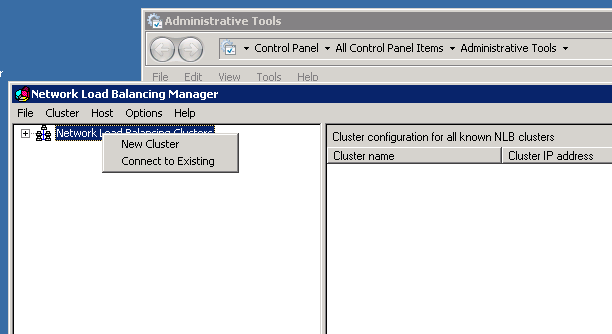 r
Administrative Tools
Control Panel All Control Panel Items Administrative Tools
File Edit View Tools Help
Network Load Balancing Manager
File Cluster Host Options Help
Network Load Balancing Clusters
New Cluster
Connect to Existing
Cluster configuration for all known NLB clusters
Cluster name Cluster IP address